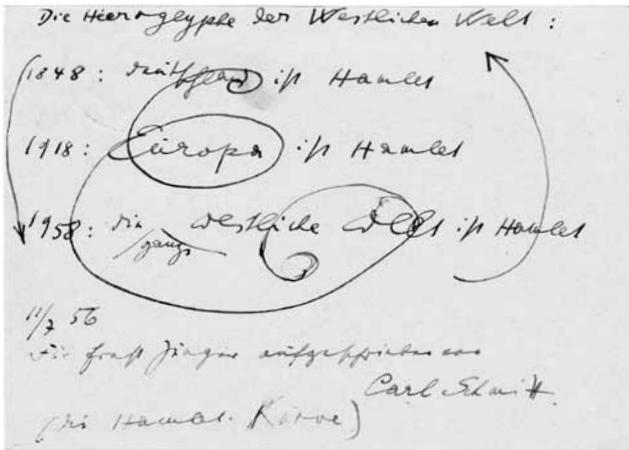 Die Hieroglyphe der Westlichen Welt :
1848 : deutschland ist Hamlet
1918 : Europa ist Hamlet
1958 : die westliche Welt ist Hamlet
ganze
11/7 56
Für Ernst Jünger aufgeschrieben von
Carl Schmitt
(die Hamlet. Kurve)